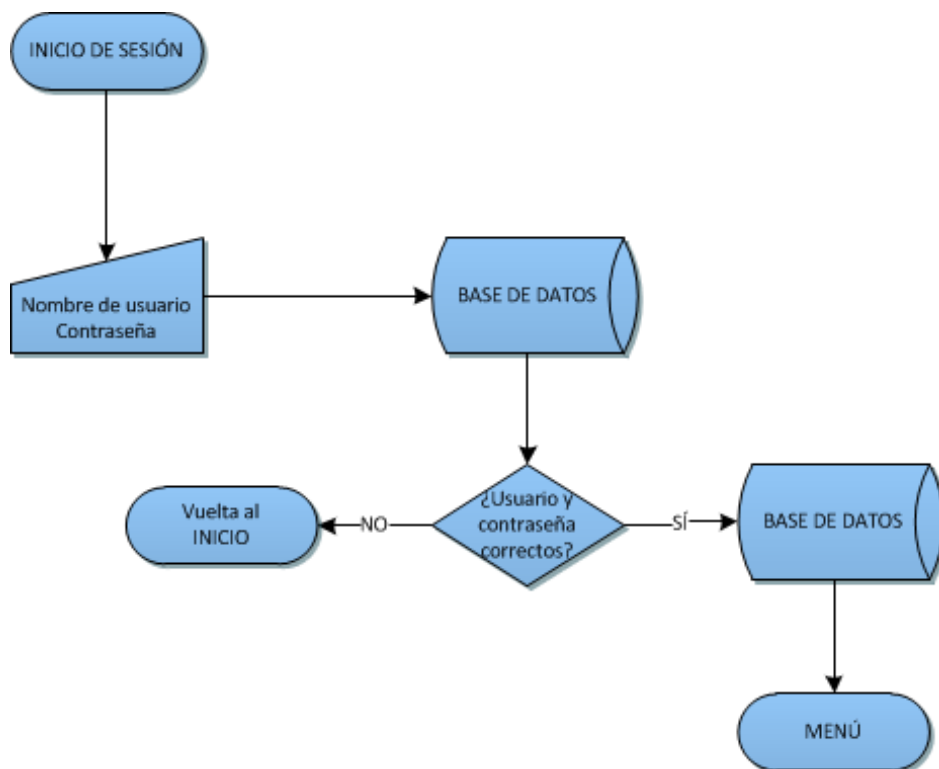 INICIO DE SESIÓN
Nombre de usuario
Contraseña
BASE DE DATOS
¿Usuario y
contraseña
correctos?
NO
Vuelta al
INICIO
SÍ
BASE DE DATOS
MENÚ